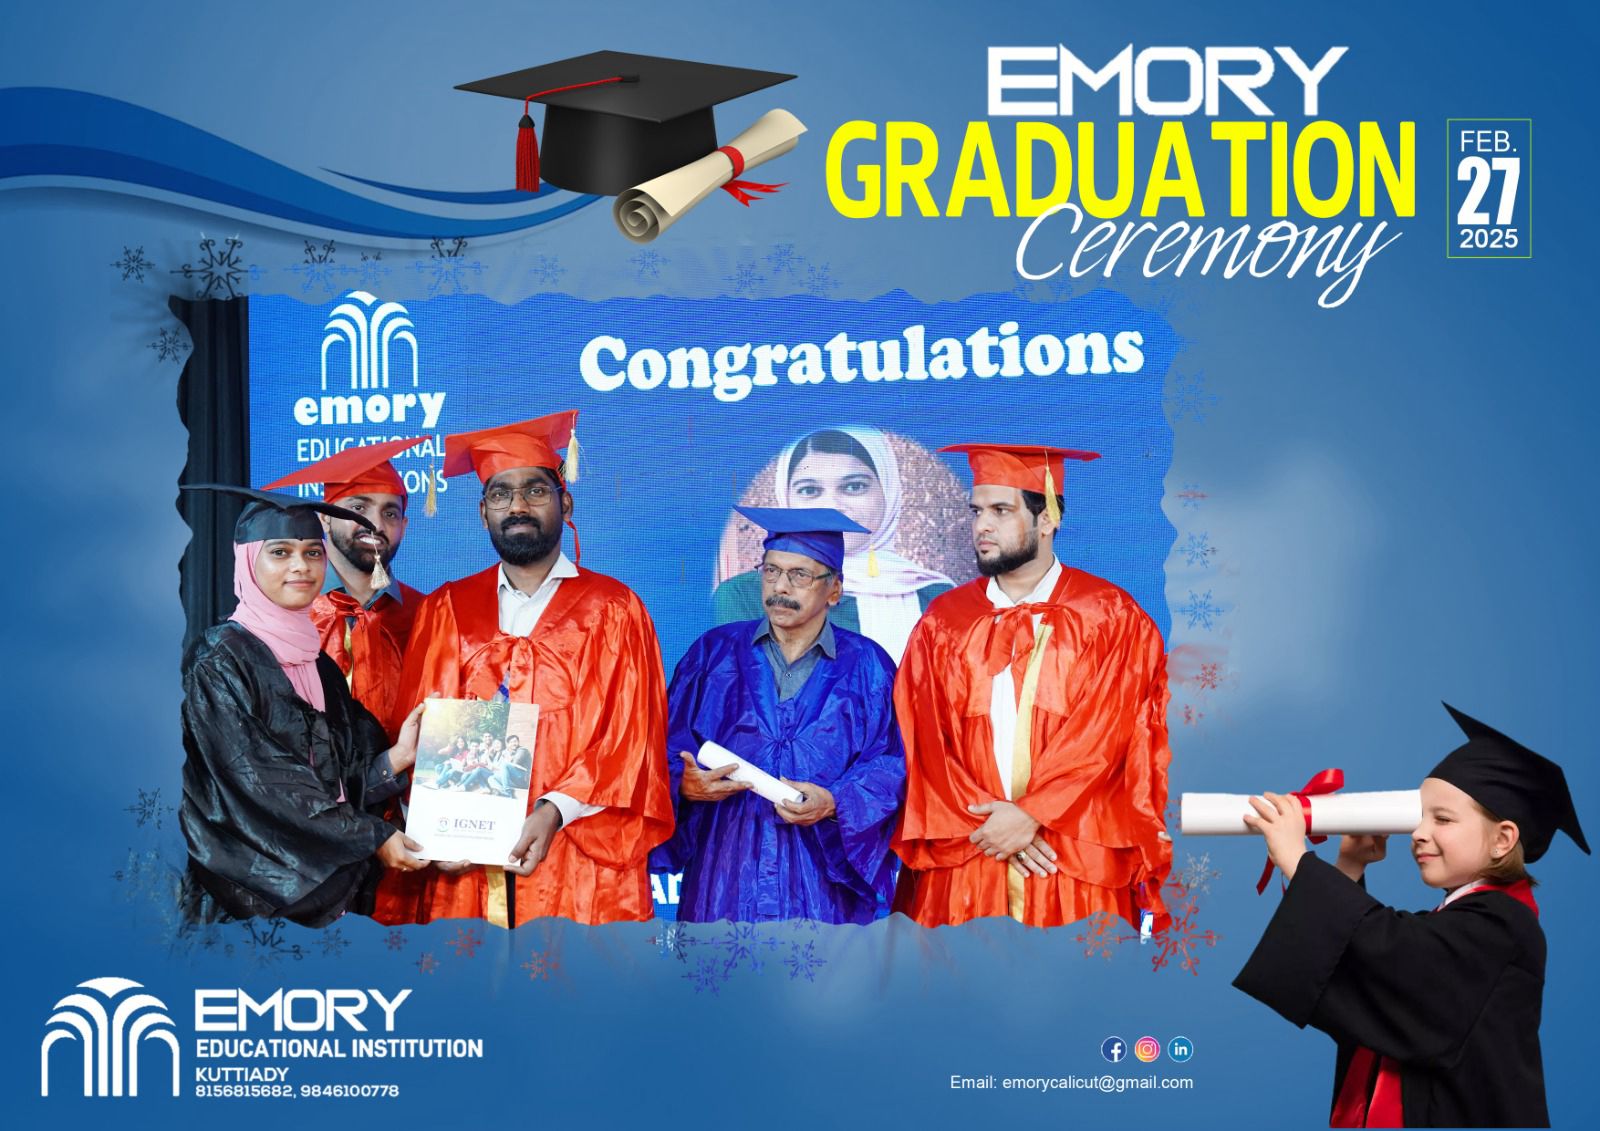 EMORY
GRADUATION
Ceremony
FEB.
27
2025
emory
EDUCATIONAL
Congratulations
IGNET
EMORY
EDUCATIONAL INSTITUTION
KUTTIADY
8156815682, 9846100778
Email: emorycalicut@gmail.com